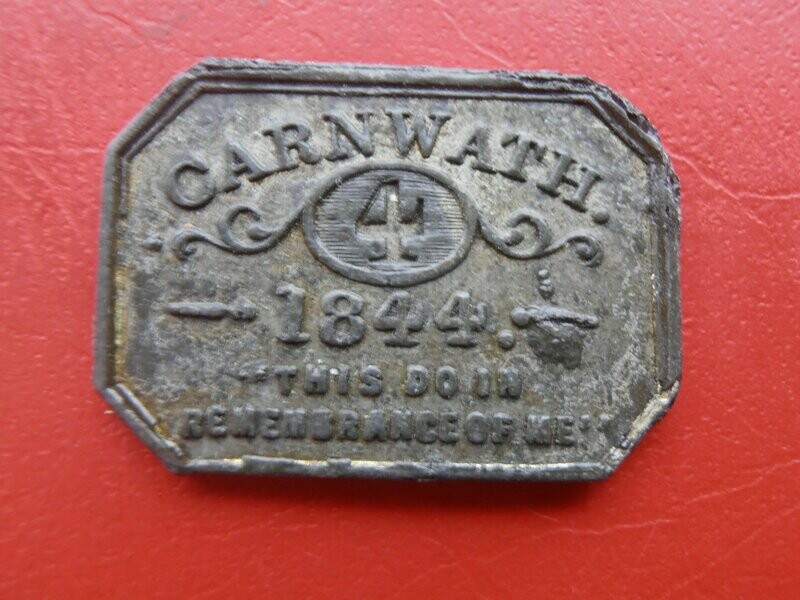 CARNWATH.
4
1844.
"THIS DO IN
REMEMBRANCE OF ME"